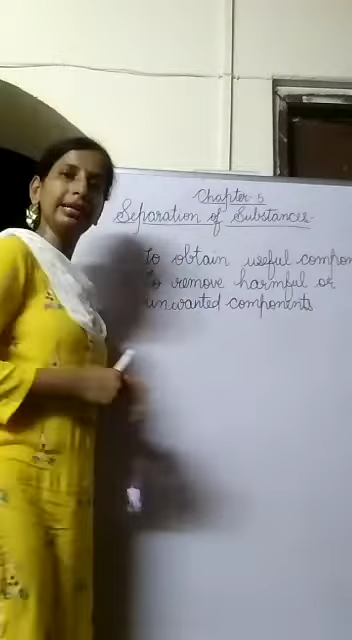 Chapter-5
Separation of Substances-
To obtain useful compon
To remove harmful or
unwanted components